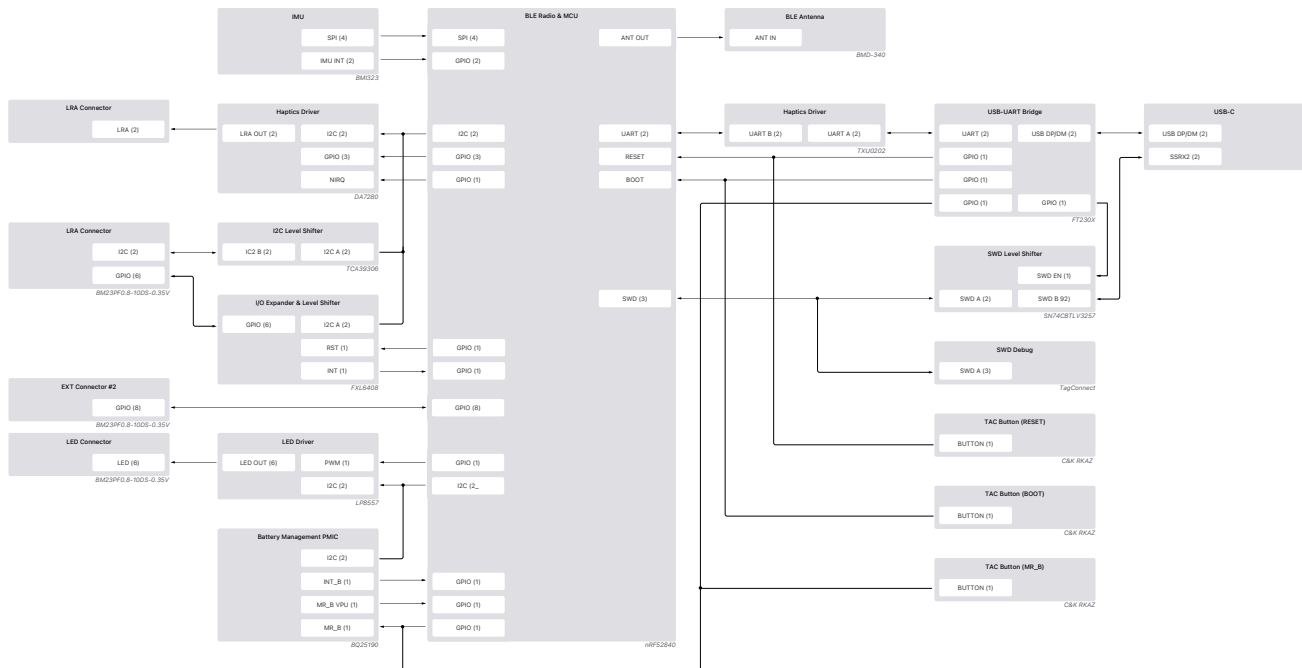 IMU
SPI (4)
IMU INT (2)
BMI323
BLE Radio & MCU
SPI (4)
ANT OUT
GPIO (2)
I2C (2)
UART (2)
GPIO (3)
RESET
GPIO (1)
BOOT
SWD (3)
GPIO (1)
GPIO (1)
GPIO (8)
GPIO (1)
I2C (2_
GPIO (1)
GPIO (1)
GPIO (1)
nRF52840
BLE Antenna
ANT IN
BMD-340
LRA Connector
LRA (2)
Haptics Driver
LRA OUT (2)
I2C (2)
GPIO (3)
NIRQ
DA7280
Haptics Driver
UART B (2)
UART A (2)
TXU0202
USB-UART Bridge
UART (2)
USB DP/DM (2)
GPIO (1)
GPIO (1)
GPIO (1)
GPIO (1)
FT230X
USB-C
USB DP/DM (2)
SSRX2 (2)
LRA Connector
I2C (2)
GPIO (6)
BM23PF0.8-10DS-0.35V
I2C Level Shifter
IC2 B (2)
I2C A (2)
TCA39306
I/O Expander & Level Shifter
GPIO (6)
I2C A (2)
RST (1)
INT (1)
FXL6408
SWD Level Shifter
SWD EN (1)
SWD A (2)
SWD B 92)
SN74CBTLV3257
SWD Debug
SWD A (3)
TagConnect
EXT Connector #2
GPIO (8)
BM23PF0.8-10DS-0.35V
LED Connector
LED (6)
BM23PF0.8-10DS-0.35V
LED Driver
LED OUT (6)
PWM (1)
I2C (2)
LP8557
TAC Button (RESET)
BUTTON (1)
C&K RKAZ
TAC Button (BOOT)
BUTTON (1)
C&K RKAZ
Battery Management PMIC
I2C (2)
INT_B (1)
MR_B VPU (1)
MR_B (1)
BQ25190
TAC Button (MR_B)
BUTTON (1)
C&K RKAZ